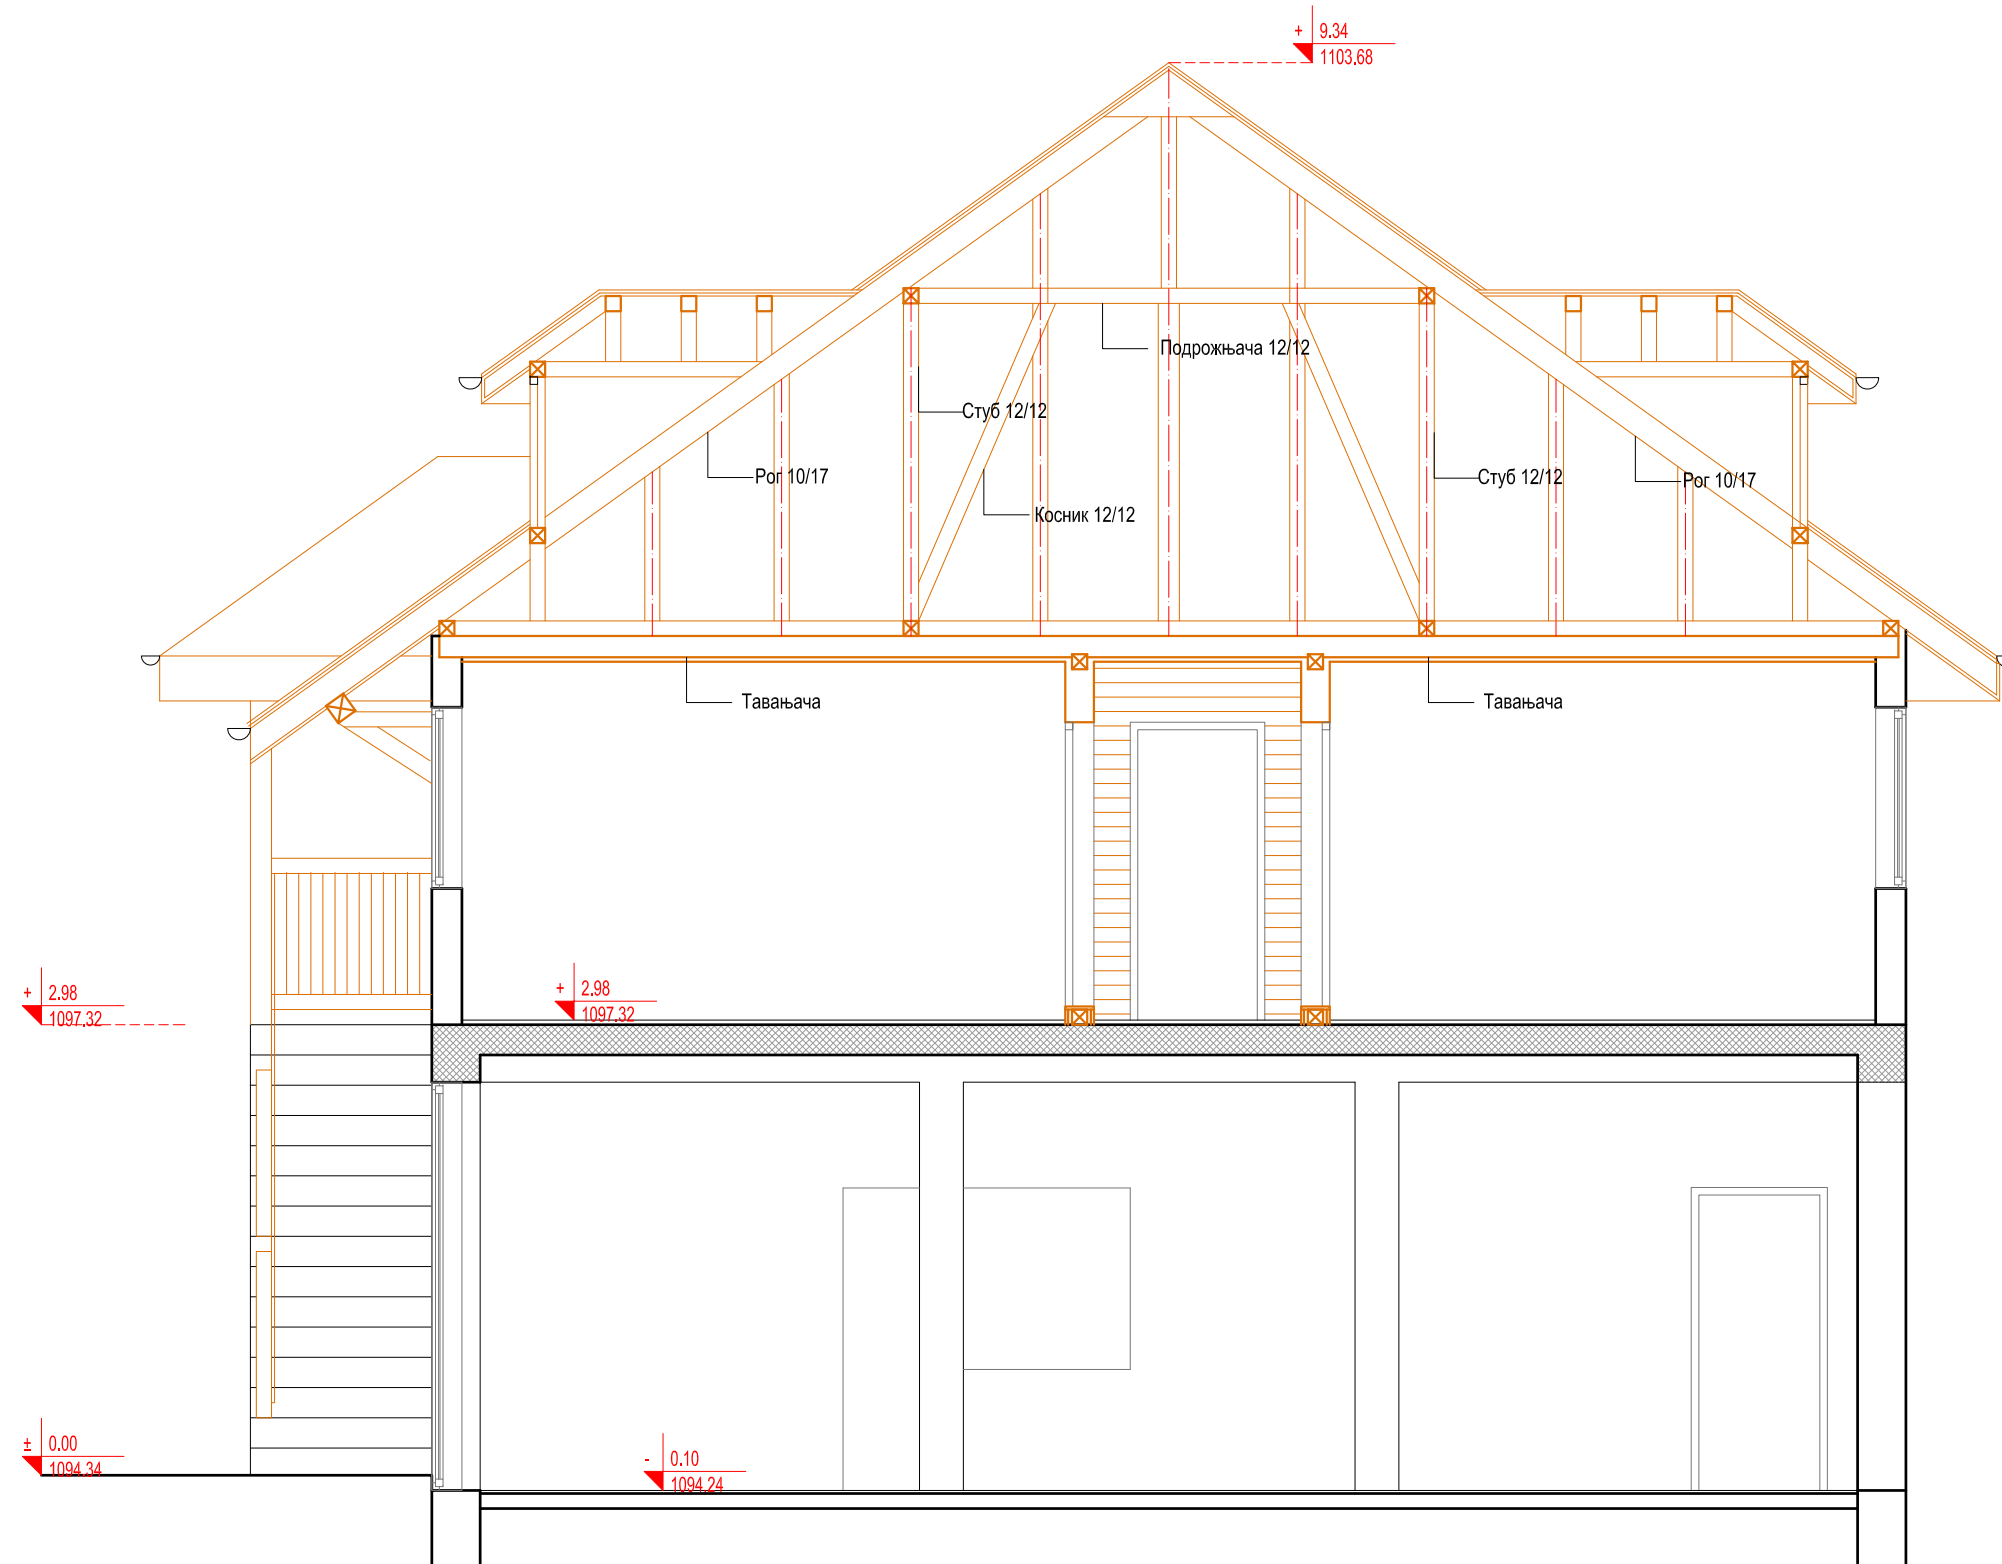 + 9.34
1103.68
Подрожњача 12/12
Стуб 12/12
Рог 10/17
Стуб 12/12
Рог 10/17
Косник 12/12
Тавањача
Тавањача
+ 2.98
1097.32
+ 2.98
1097.32
± 0.00
1094.34
- 0.10
1094.24